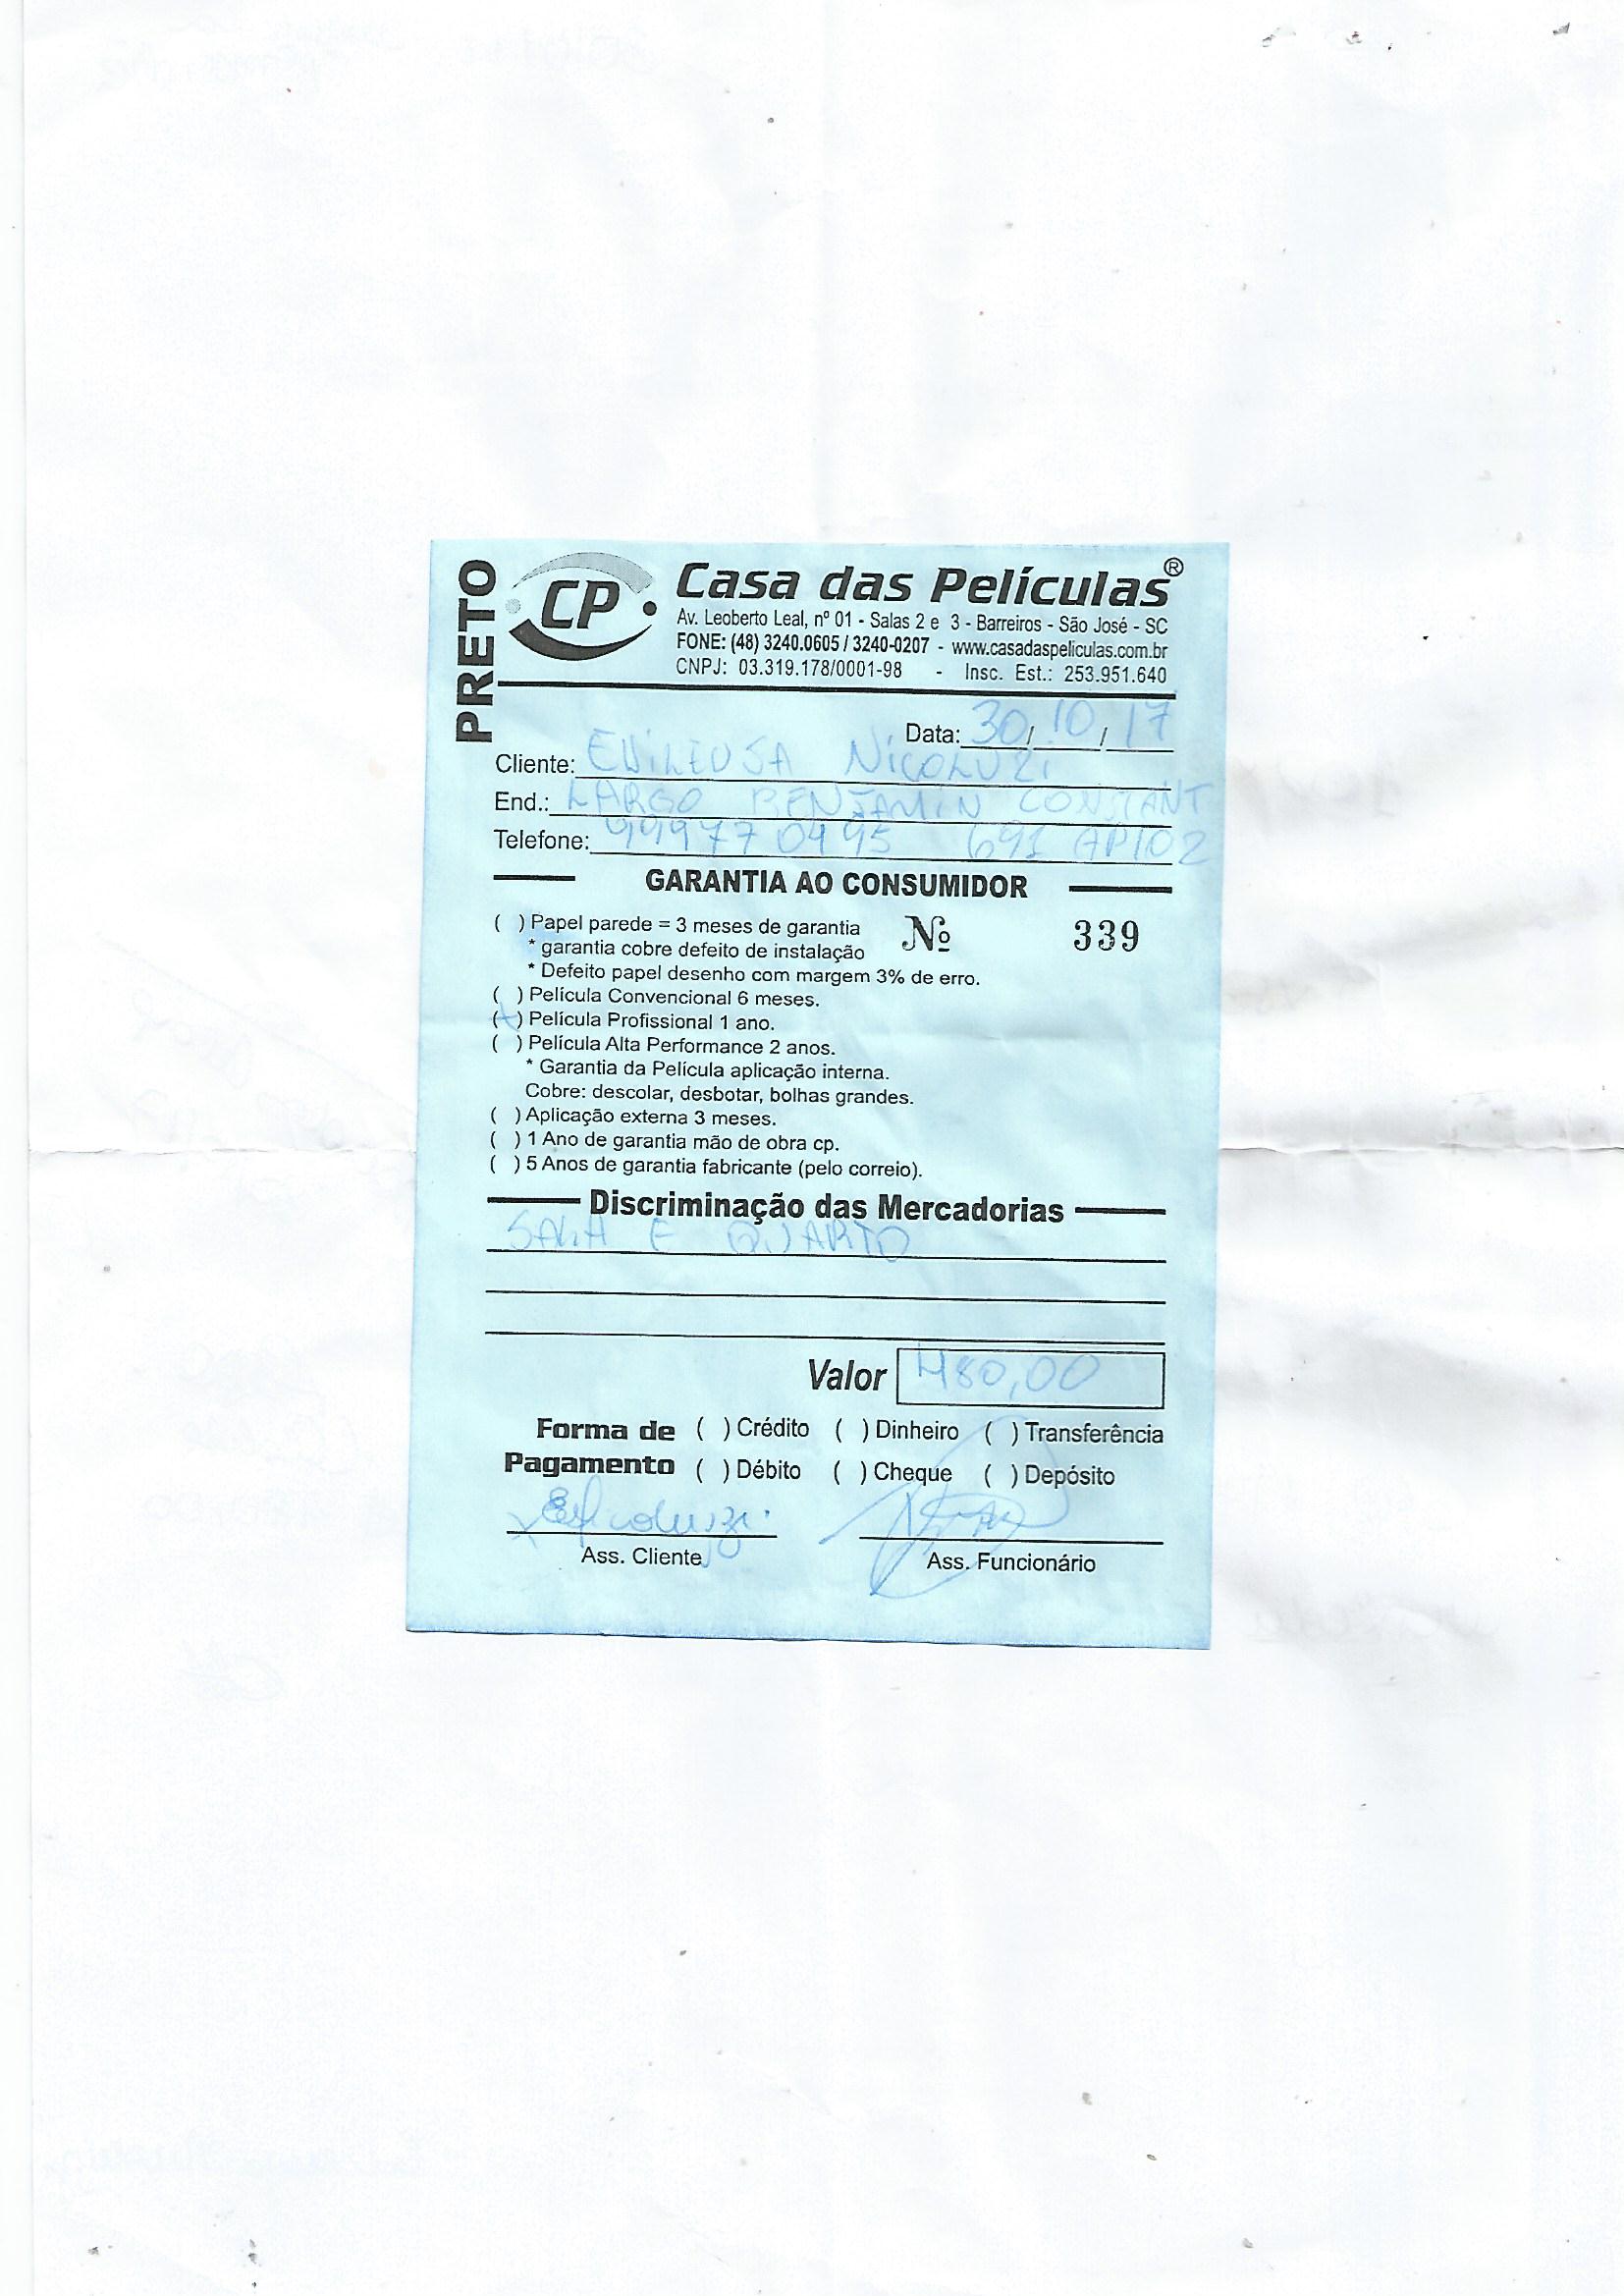 PRETO
CP
Casa das Películas®
Av. Leoberto Leal, nº 01 - Salas 2 e 3 - Barreiros - São José - SC
FONE: (48) 3240.0605 / 3240-0207 - www.casadaspeliculas.com.br
CNPJ: 03.319.178/0001-98 - Insc. Est.: 253.951.640
Data: 30/10/17
Cliente: EDILEUSA NICOLUZI
End.: LARGO BENJAMIN CONSTANT
Telefone: 999770495 691 AP102
GARANTIA AO CONSUMIDOR
( ) Papel parede = 3 meses de garantia Nº 339
* garantia cobre defeito de instalação
* Defeito papel desenho com margem 3% de erro.
( ) Película Convencional 6 meses.
(x) Película Profissional 1 ano.
( ) Película Alta Performance 2 anos.
* Garantia da Película aplicação interna.
Cobre: descolar, desbotar, bolhas grandes.
( ) Aplicação externa 3 meses.
( ) 1 Ano de garantia mão de obra cp.
( ) 5 Anos de garantia fabricante (pelo correio).
Discriminação das Mercadorias
SALA E QUARTO
Valor 480,00
Forma de ( ) Crédito ( ) Dinheiro ( ) Transferência
Pagamento ( ) Débito ( ) Cheque ( ) Depósito
Ass. Cliente Ass. Funcionário